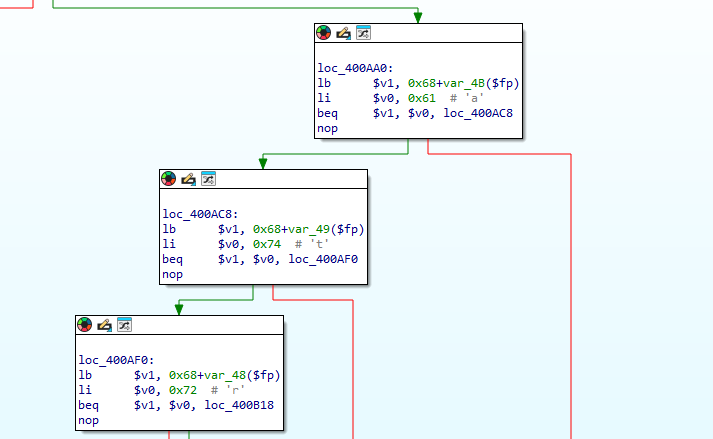 loc_400AA0:
lb $v1, 0x68+var_4B($fp)
li $v0, 0x61 # 'a'
beq $v1, $v0, loc_400AC8
nop
loc_400AC8:
lb $v1, 0x68+var_49($fp)
li $v0, 0x74 # 't'
beq $v1, $v0, loc_400AF0
nop
loc_400AF0:
lb $v1, 0x68+var_48($fp)
li $v0, 0x72 # 'r'
beq $v1, $v0, loc_400B18
nop